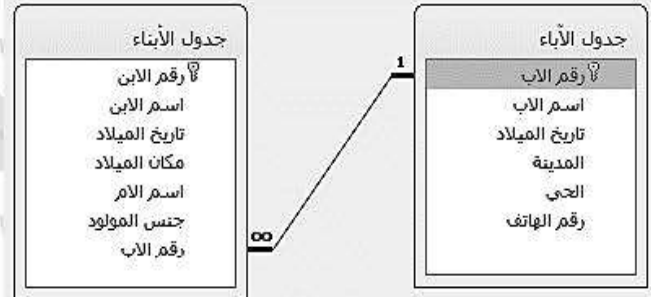 جدول الأباء
رقم الاب
اسم الاب
تاريخ الميلاد
المدينة
الحي
رقم الهاتف
1
جدول الأبناء
رقم الابن
اسم الابن
تاريخ الميلاد
مكان الميلاد
اسم الام
جنس المولود
رقم الاب
∞